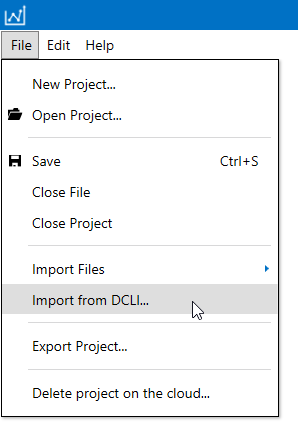 File Edit Help
New Project...
Open Project...
Save Ctrl+S
Close File
Close Project
Import Files
Import from DCLI...
Export Project...
Delete project on the cloud...